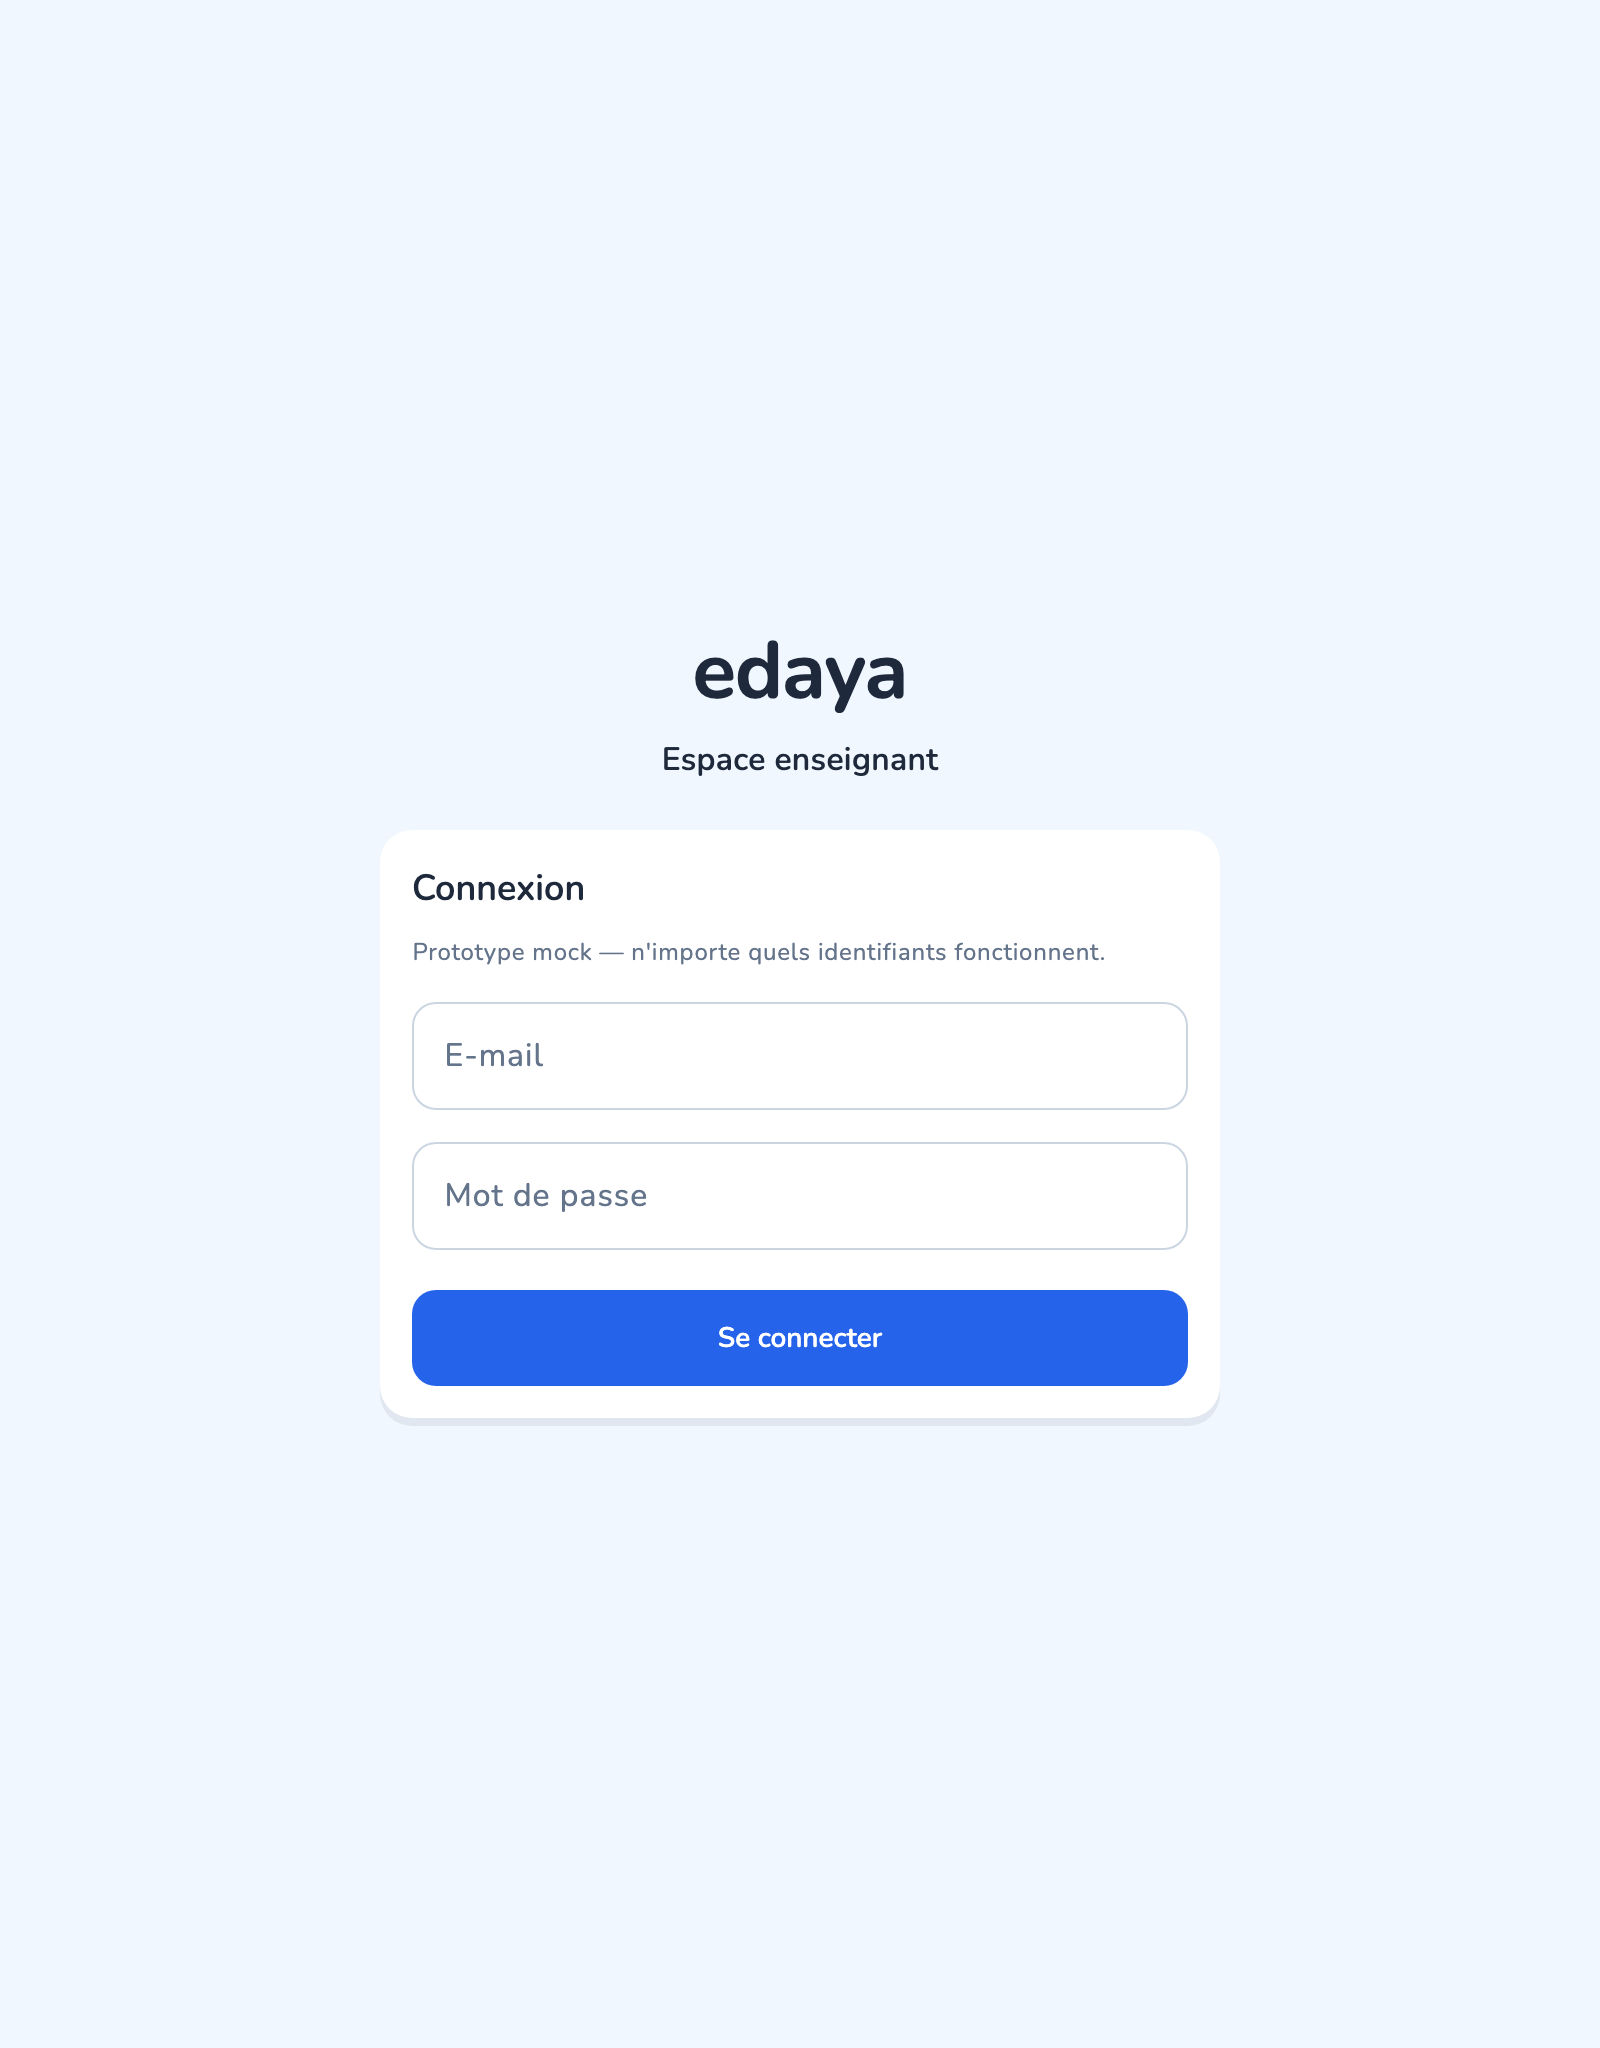 edaya
Espace enseignant
Connexion
Prototype mock — n'importe quels identifiants fonctionnent.
E-mail
Mot de passe
Se connecter